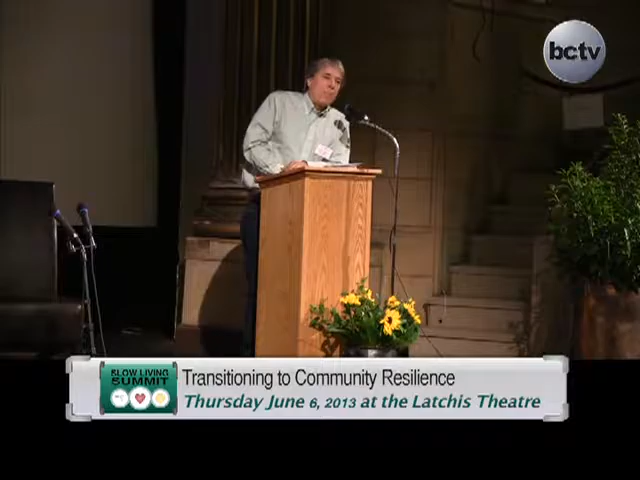 bctv
SLOW LIVING
SUMMIT
Transitioning to Community Resilience
Thursday June 6, 2013 at the Latchis Theatre